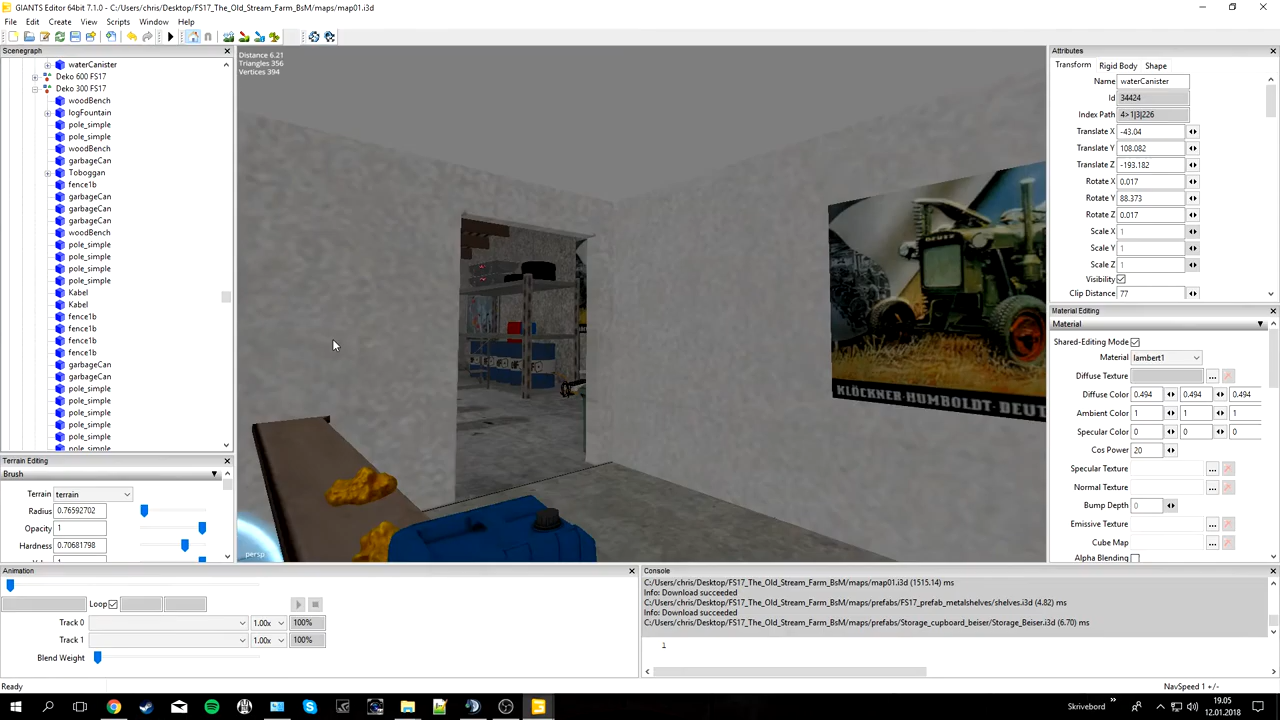 GIANTS Editor 64bit 7.1.0 - C:/Users/chris/Desktop/FS17_The_Old_Stream_Farm_BsM/maps/map01.i3d
File Edit Create View Scripts Window Help
Scenegraph
waterCanister
Deko 600 FS17
Deko 300 FS17
woodBench
logFountain
pole_simple
pole_simple
woodBench
garbageCan
Toboggan
fence1b
garbageCan
garbageCan
garbageCan
woodBench
pole_simple
pole_simple
pole_simple
pole_simple
Kabel
Kabel
fence1b
fence1b
fence1b
fence1b
garbageCan
garbageCan
pole_simple
pole_simple
pole_simple
pole_simple
pole_simple
pole_simple
Terrain Editing
Brush
Terrain terrain
Radius 0.76592702
Opacity 1
Hardness 0.70681798
Distance 6.21
Triangles 356
Vertices 394
DEUTZ
KLÖCKNER·HUMBOLDT·DEUT
persp
Attributes
Transform Rigid Body Shape
Name waterCanister
Id 34424
Index Path 4>1|3|226
Translate X -43.04
Translate Y 108.082
Translate Z -193.182
Rotate X 0.017
Rotate Y 88.373
Rotate Z 0.017
Scale X 1
Scale Y 1
Scale Z 1
Visibility
Clip Distance 77
Material Editing
Material
Shared-Editing Mode
Material lambert1
Diffuse Texture ...
Diffuse Color 0.494 0.494 0.494
Ambient Color 1 1 1
Specular Color 0 0 0
Cos Power 20
Specular Texture ...
Normal Texture ...
Bump Depth 0
Emissive Texture ...
Cube Map ...
Alpha Blending
Animation
Loop
Track 0 1.00x 100%
Track 1 1.00x 100%
Blend Weight
Console
C:/Users/chris/Desktop/FS17_The_Old_Stream_Farm_BsM/maps/map01.i3d (1515.14) ms
Info: Download succeeded
C:/Users/chris/Desktop/FS17_The_Old_Stream_Farm_BsM/maps/prefabs/FS17_prefab_metalshelves/shelves.i3d (4.82) ms
Info: Download succeeded
C:/Users/chris/Desktop/FS17_The_Old_Stream_Farm_BsM/maps/prefabs/Storage_cupboard_beiser/Storage_Beiser.i3d (6.70) ms
1
Ready
NavSpeed 1 +/-
Skrivebord
19.05
12.01.2018